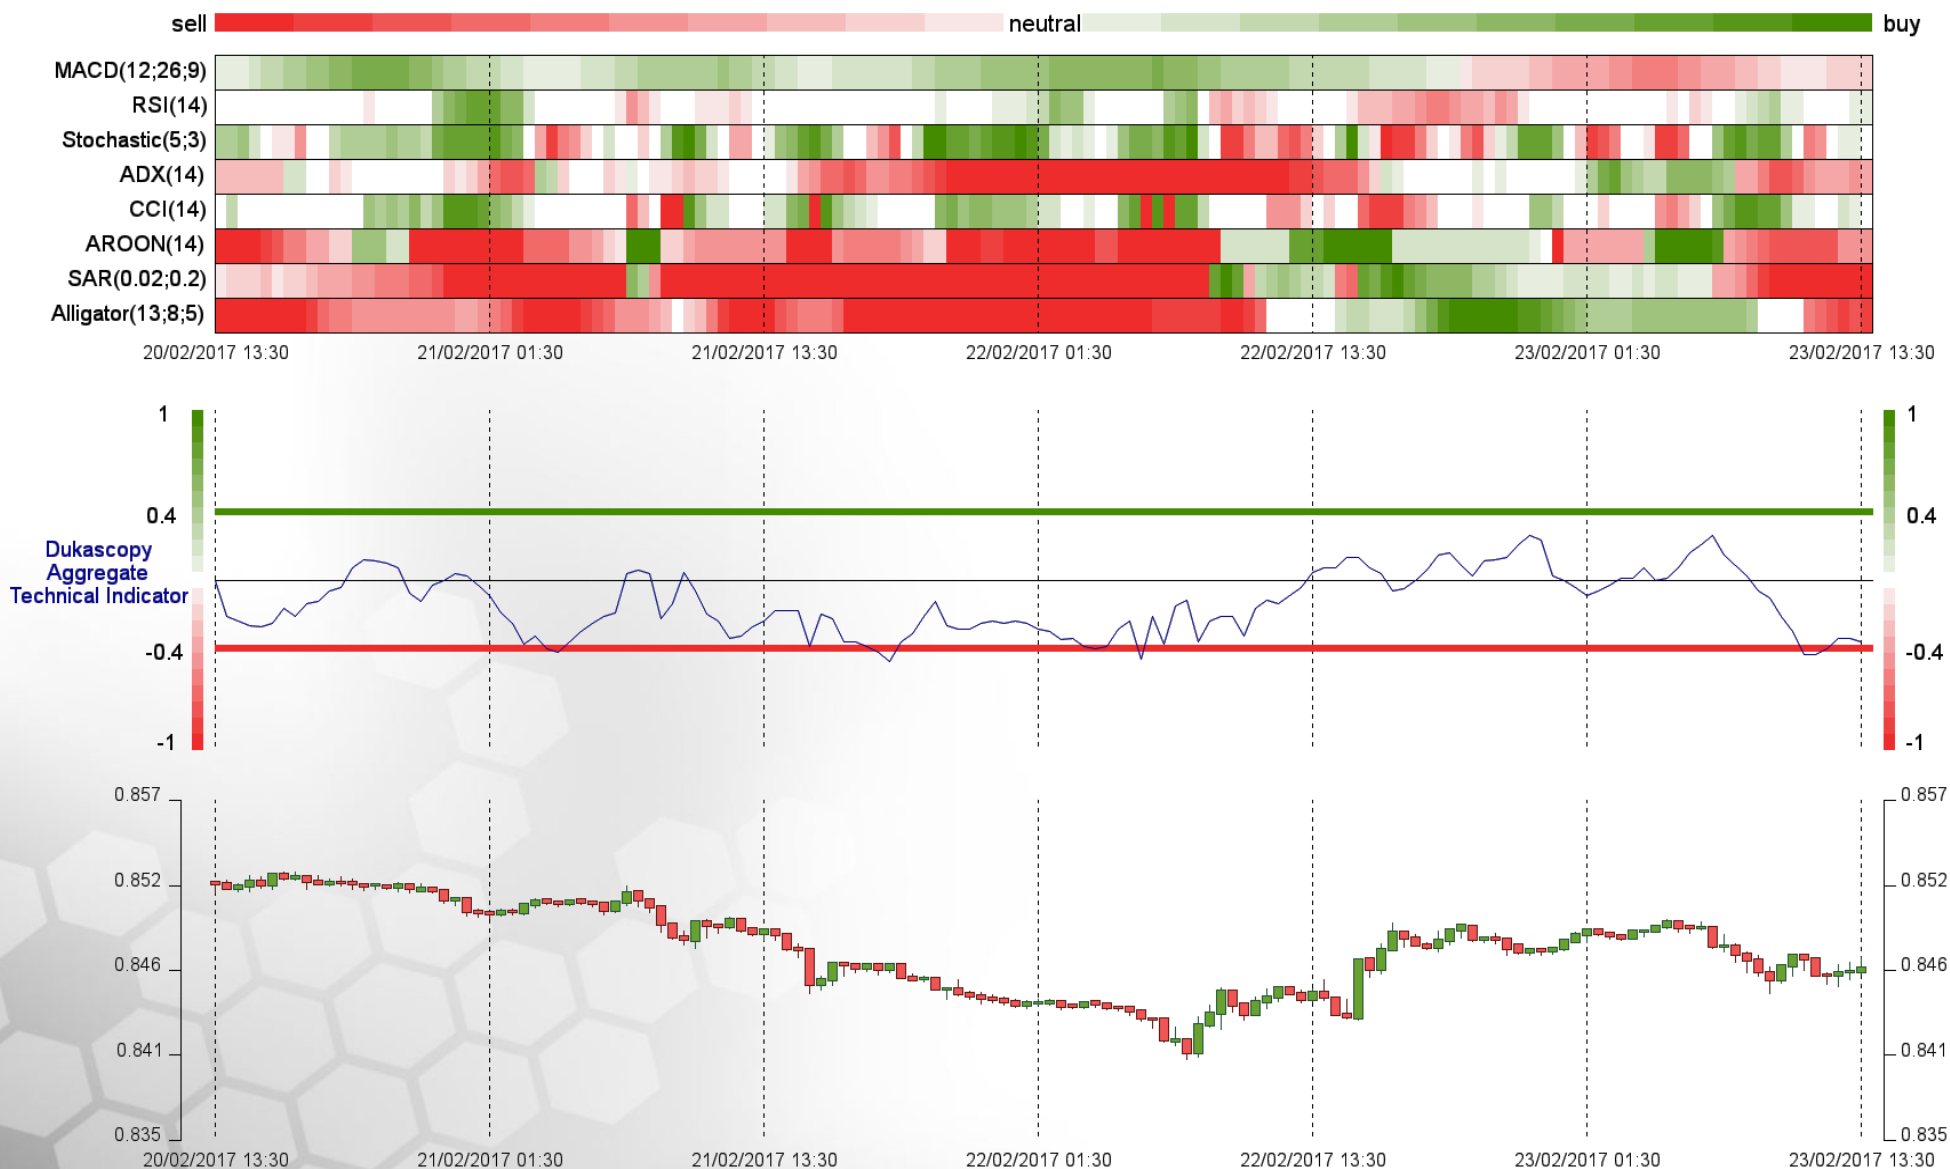 sell neutral buy
MACD(12;26;9)
RSI(14)
Stochastic(5;3)
ADX(14)
CCI(14)
AROON(14)
SAR(0.02;0.2)
Alligator(13;8;5)
20/02/2017 13:30 21/02/2017 01:30 21/02/2017 13:30 22/02/2017 01:30 22/02/2017 13:30 23/02/2017 01:30 23/02/2017 13:30
1 1
0.4 0.4
Dukascopy
Aggregate
Technical Indicator
-0.4 -0.4
-1 -1
0.857 0.857
0.852 0.852
0.846 0.846
0.841 0.841
0.835 0.835
20/02/2017 13:30 21/02/2017 01:30 21/02/2017 13:30 22/02/2017 01:30 22/02/2017 13:30 23/02/2017 01:30 23/02/2017 13:30